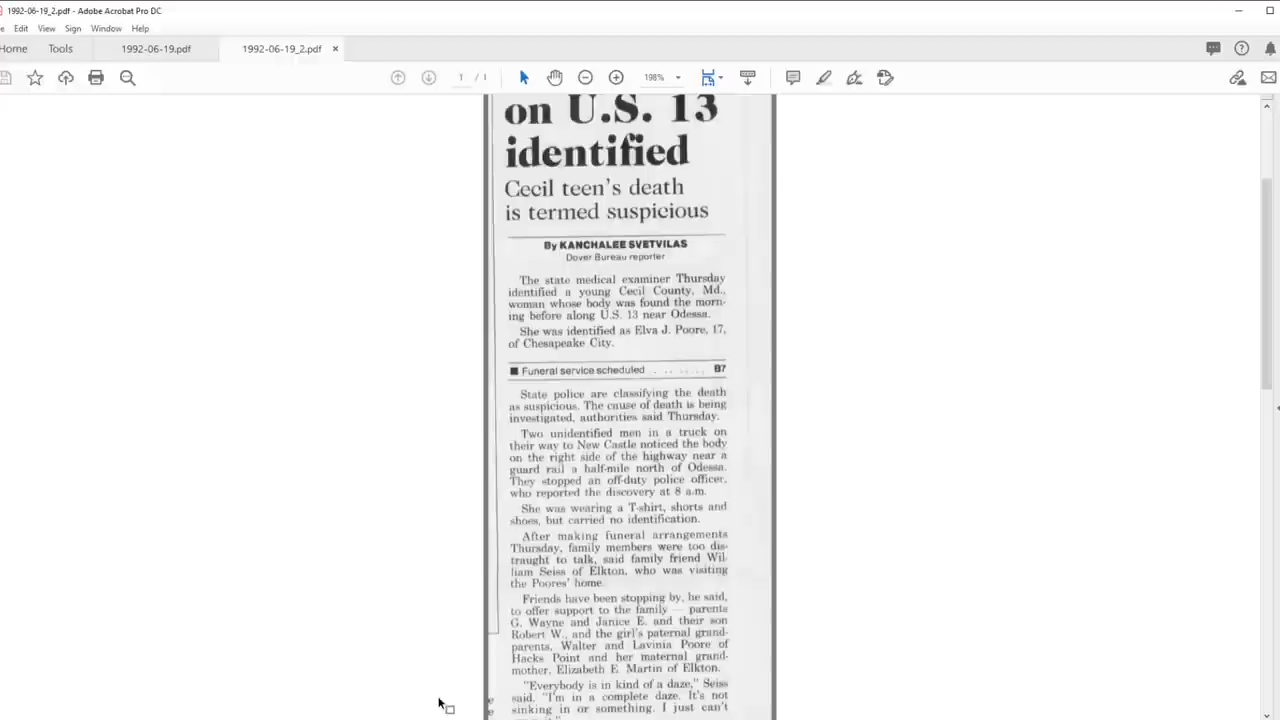 1992-06-19_2.pdf - Adobe Acrobat Pro DC
Edit View Sign Window Help
Home Tools 1992-06-19.pdf 1992-06-19_2.pdf ×
1 / 1 198%
on U.S. 13
identified
Cecil teen's death
is termed suspicious
By KANCHALEE SVETVILAS
Dover Bureau reporter
The state medical examiner Thursday
identified a young Cecil County, Md.,
woman whose body was found the morn-
ing before along U.S. 13 near Odessa.
She was identified as Elva J. Poore, 17,
of Chesapeake City.
■ Funeral service scheduled . . . . . . . . B7
State police are classifying the death
as suspicious. The cause of death is being
investigated, authorities said Thursday.
Two unidentified men in a truck on
their way to New Castle noticed the body
on the right side of the highway near a
guard rail a half-mile north of Odessa.
They stopped an off-duty police officer,
who reported the discovery at 8 a.m.
She was wearing a T-shirt, shorts and
shoes, but carried no identification.
After making funeral arrangements
Thursday, family members were too dis-
traught to talk, said family friend Wil-
liam Seiss of Elkton, who was visiting
the Poores' home.
Friends have been stopping by, he said,
to offer support to the family — parents
G. Wayne and Janice E. and their son
Robert W., and the girl's paternal grand-
parents, Walter and Lavinia Poore of
Hacks Point and her maternal grand-
mother, Elizabeth E. Martin of Elkton.
"Everybody is in kind of a daze," Seiss
said. "I'm in a complete daze. It's not
sinking in or something. I just can't